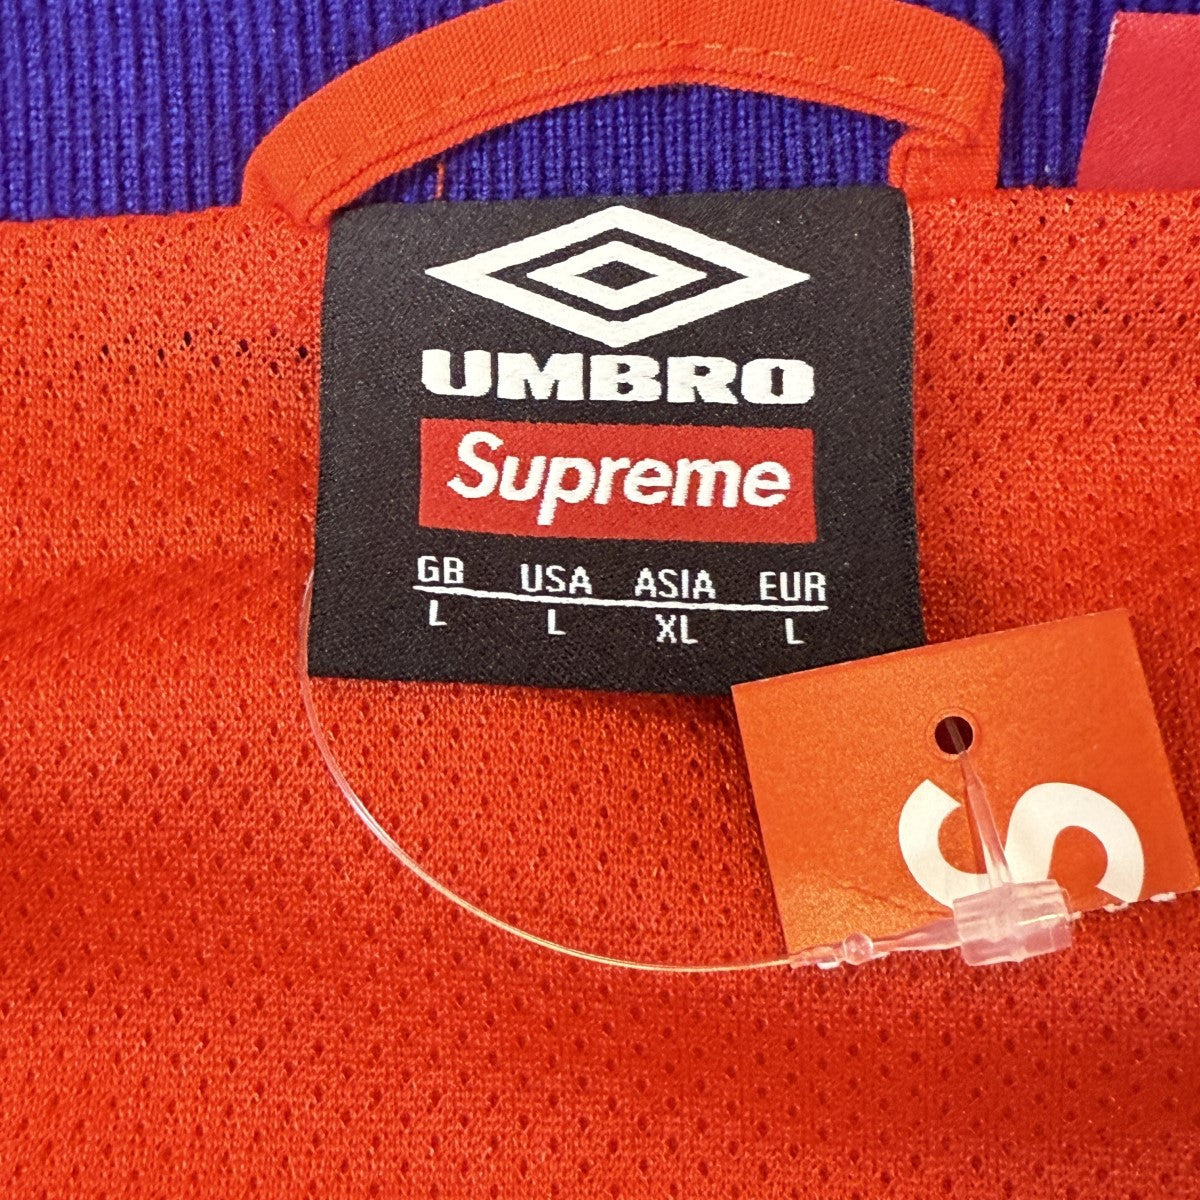 UMBRO
Supreme
GB USA ASIA EUR
L L XL L
S